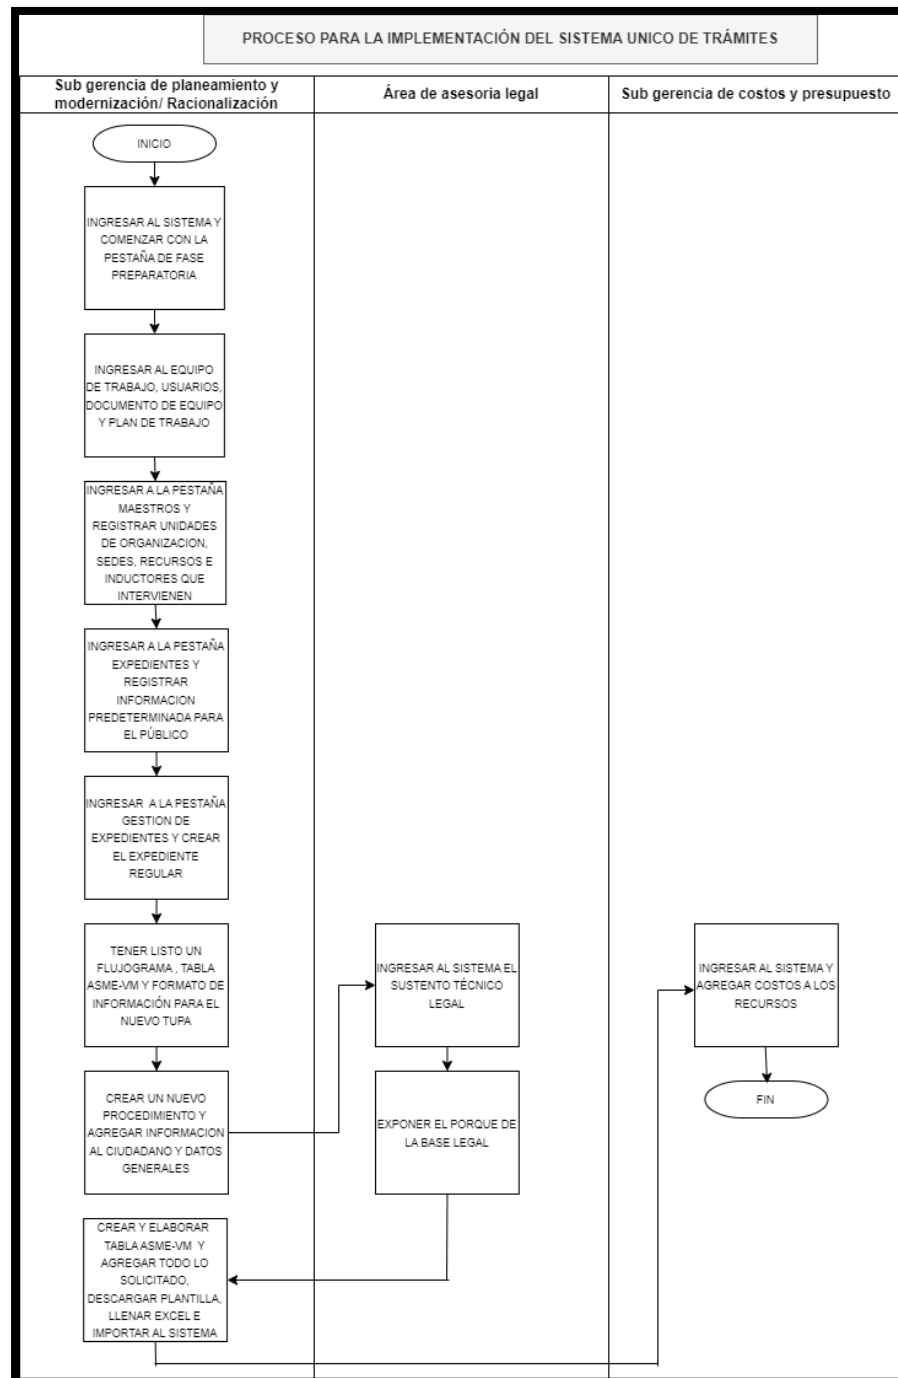 PROCESO PARA LA IMPLEMENTACIÓN DEL SISTEMA UNICO DE TRÁMITES
Sub gerencia de planeamiento y
modernización/ Racionalización
Área de asesoria legal
Sub gerencia de costos y presupuesto
INICIO
INGRESAR AL SISTEMA Y
COMENZAR CON LA
PESTAÑA DE FASE
PREPARATORIA
INGRESAR AL EQUIPO
DE TRABAJO, USUARIOS,
DOCUMENTO DE EQUIPO
Y PLAN DE TRABAJO
INGRESAR A LA PESTAÑA
MAESTROS Y
REGISTRAR UNIDADES
DE ORGANIZACION,
SEDES, RECURSOS E
INDUCTORES QUE
INTERVIENEN
INGRESAR A LA PESTAÑA
EXPEDIENTES Y
REGISTRAR
INFORMACION
PREDETERMINADA PARA
EL PÚBLICO
INGRESAR A LA PESTAÑA
GESTION DE
EXPEDIENTES Y CREAR
EL EXPEDIENTE
REGULAR
TENER LISTO UN
FLUJOGRAMA , TABLA
ASME-VM Y FORMATO DE
INFORMACIÓN PARA EL
NUEVO TUPA
CREAR UN NUEVO
PROCEDIMIENTO Y
AGREGAR INFORMACION
AL CIUDADANO Y DATOS
GENERALES
INGRESAR AL SISTEMA EL
SUSTENTO TÉCNICO
LEGAL
EXPONER EL PORQUE DE
LA BASE LEGAL
CREAR Y ELABORAR
TABLA ASME-VM Y
AGREGAR TODO LO
SOLICITADO,
DESCARGAR PLANTILLA,
LLENAR EXCEL E
IMPORTAR AL SISTEMA
INGRESAR AL SISTEMA Y
AGREGAR COSTOS A LOS
RECURSOS
FIN